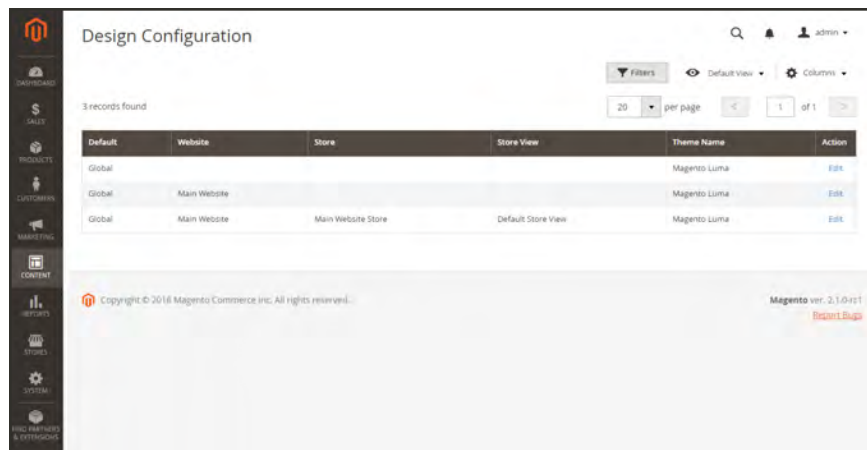 Design Configuration
admin
DASHBOARD
Filters
Default View
Columns
SALES
3 records found
20
per page
1
of 1
PRODUCTS
Default Website Store Store View Theme Name Action
Global Magento Luma Edit
CUSTOMERS
Global Main Website Magento Luma Edit
Global Main Website Main Website Store Default Store View Magento Luma Edit
MARKETING
CONTENT
Copyright © 2016 Magento Commerce Inc. All rights reserved.
Magento ver. 2.1.0-rc1
REPORTS
Report Bugs
STORES
SYSTEM
FIND PARTNERS
& EXTENSIONS